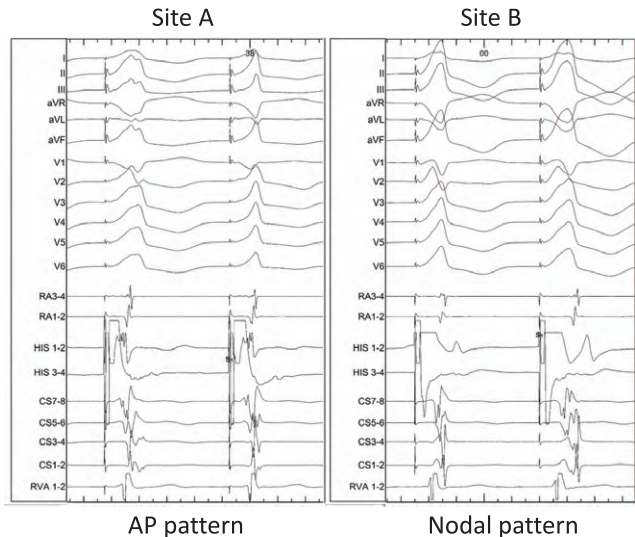 Site A
Site B
38
00
I
II
III
aVR
aVL
aVF
V1
V2
V3
V4
V5
V6
RA3-4
RA1-2
HIS 1-2
HIS 3-4
CS7-8
CS5-6
CS3-4
CS1-2
RVA 1-2
I
II
III
aVR
aVL
aVF
V1
V2
V3
V4
V5
V6
RA3-4
RA1-2
HIS 1-2
HIS 3-4
CS7-8
CS5-6
CS3-4
CS1-2
RVA 1-2
AP pattern
Nodal pattern